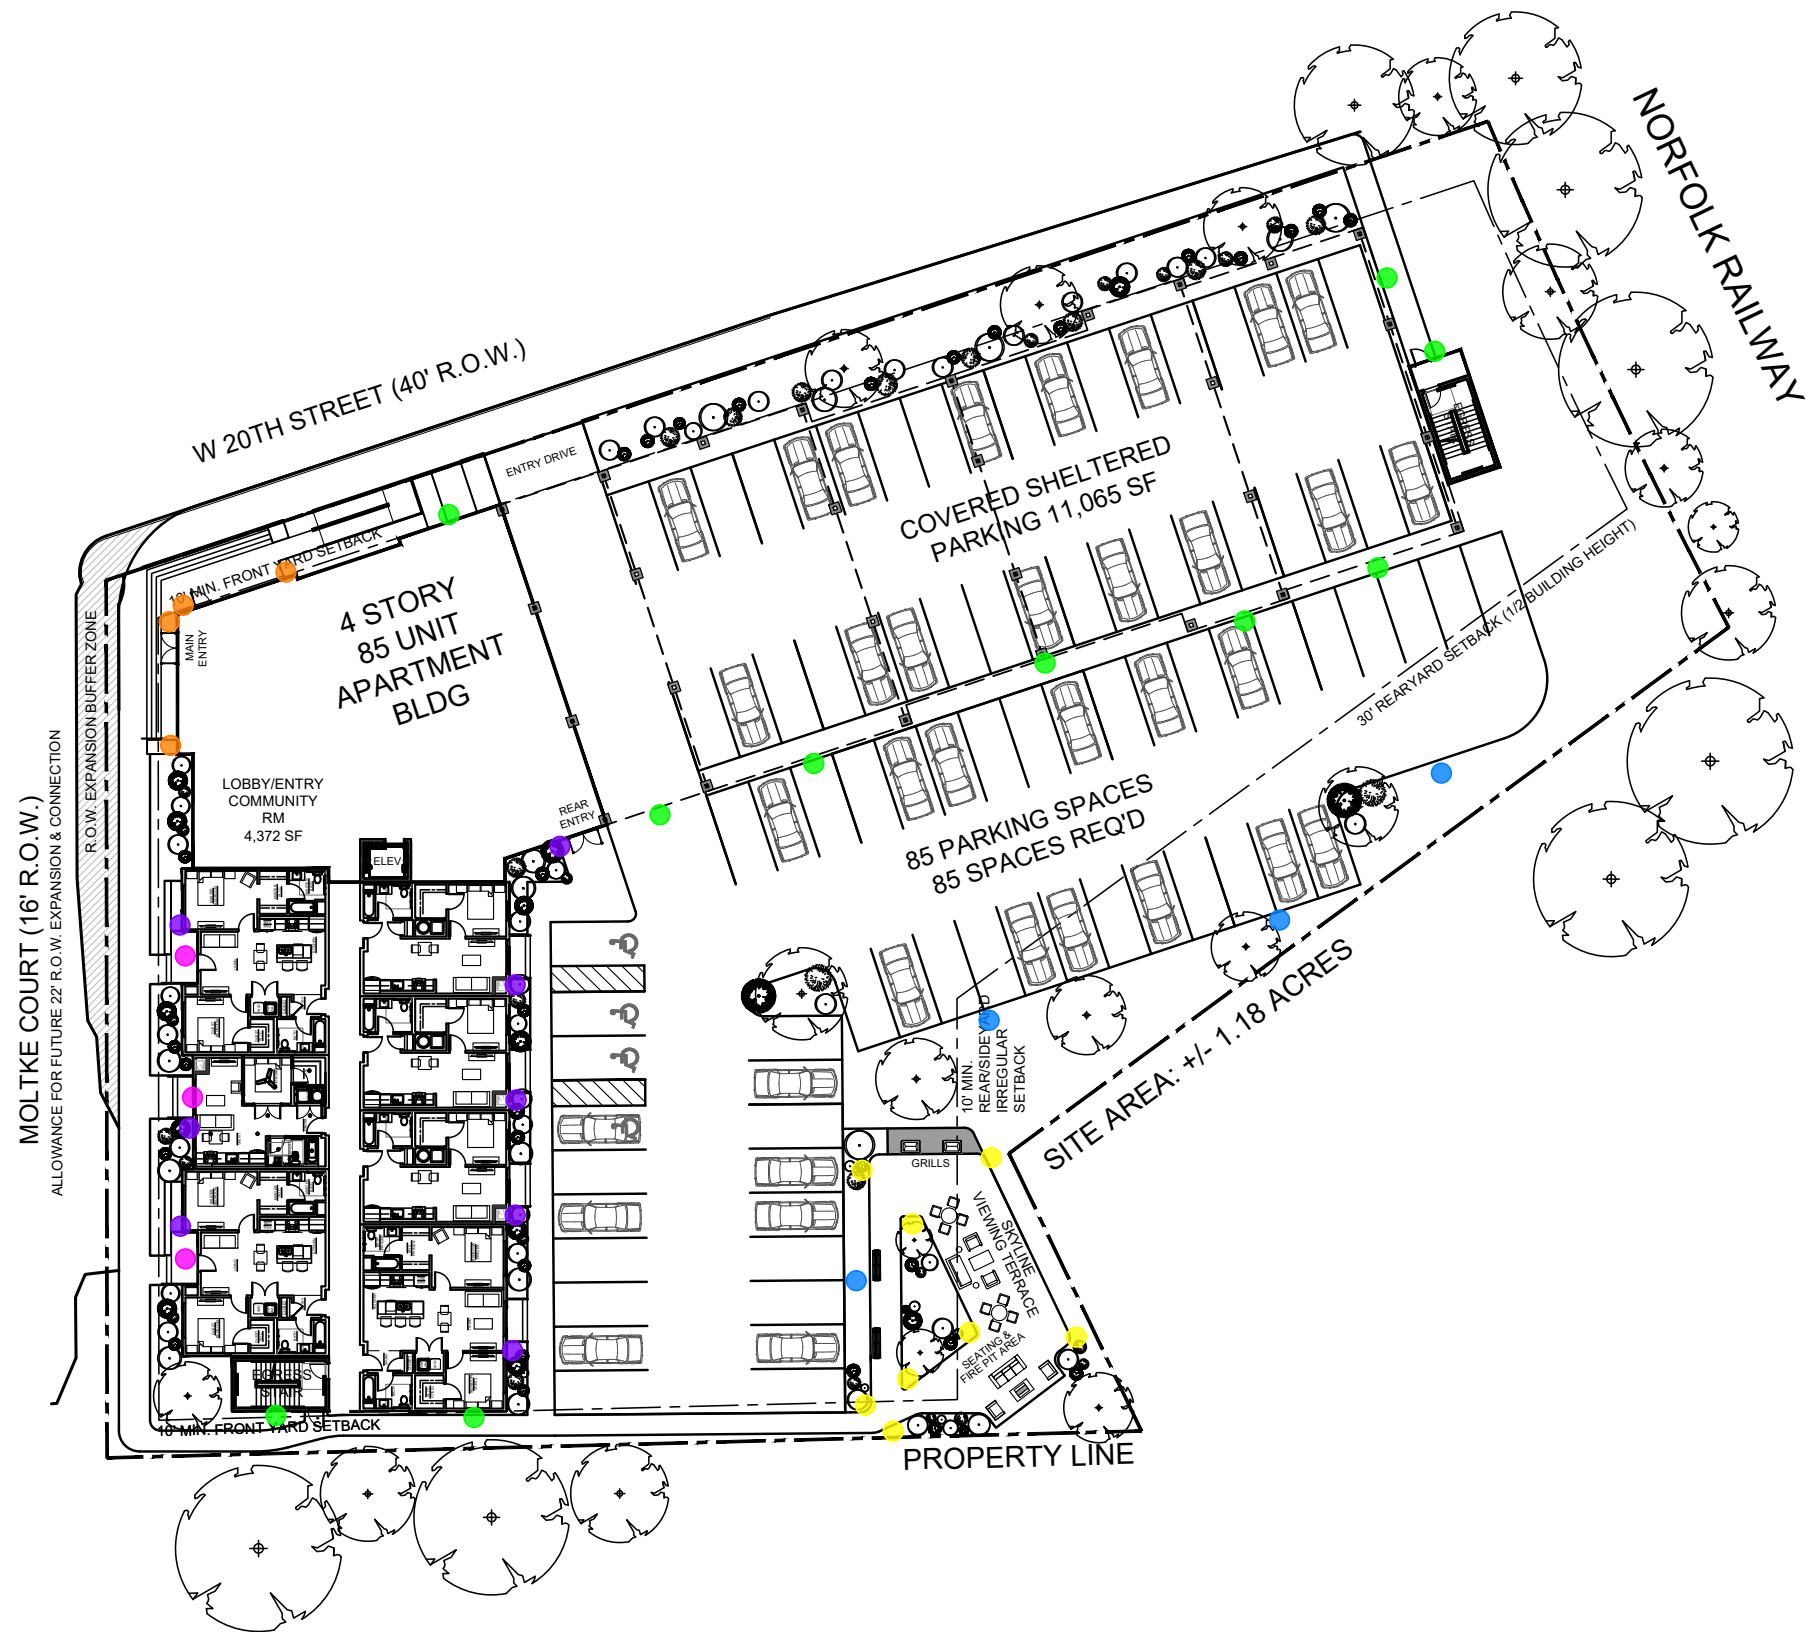 NORFOLK RAILWAY
W 20TH STREET (40' R.O.W.)
ENTRY DRIVE
10' MIN. FRONT YARD SETBACK
COVERED SHELTERED
PARKING 11,065 SF
4 STORY
85 UNIT
APARTMENT
BLDG
MAIN
ENTRY
R.O.W. EXPANSION BUFFER ZONE
MOLTKE COURT (16' R.O.W.)
ALLOWANCE FOR FUTURE 22' R.O.W. EXPANSION & CONNECTION
LOBBY/ENTRY
COMMUNITY
RM
4,372 SF
REAR
ENTRY
ELEV.
30' REARYARD SETBACK (1/2 BUILDING HEIGHT)
85 PARKING SPACES
85 SPACES REQ'D
10' MIN.
REAR/SIDEYARD
IRREGULAR
SETBACK
SITE AREA: +/- 1.18 ACRES
GRILLS
SKYLINE
VIEWING TERRACE
SEATING &
FIRE PIT AREA
EGRESS
STAIR
10' MIN. FRONT YARD SETBACK
PROPERTY LINE